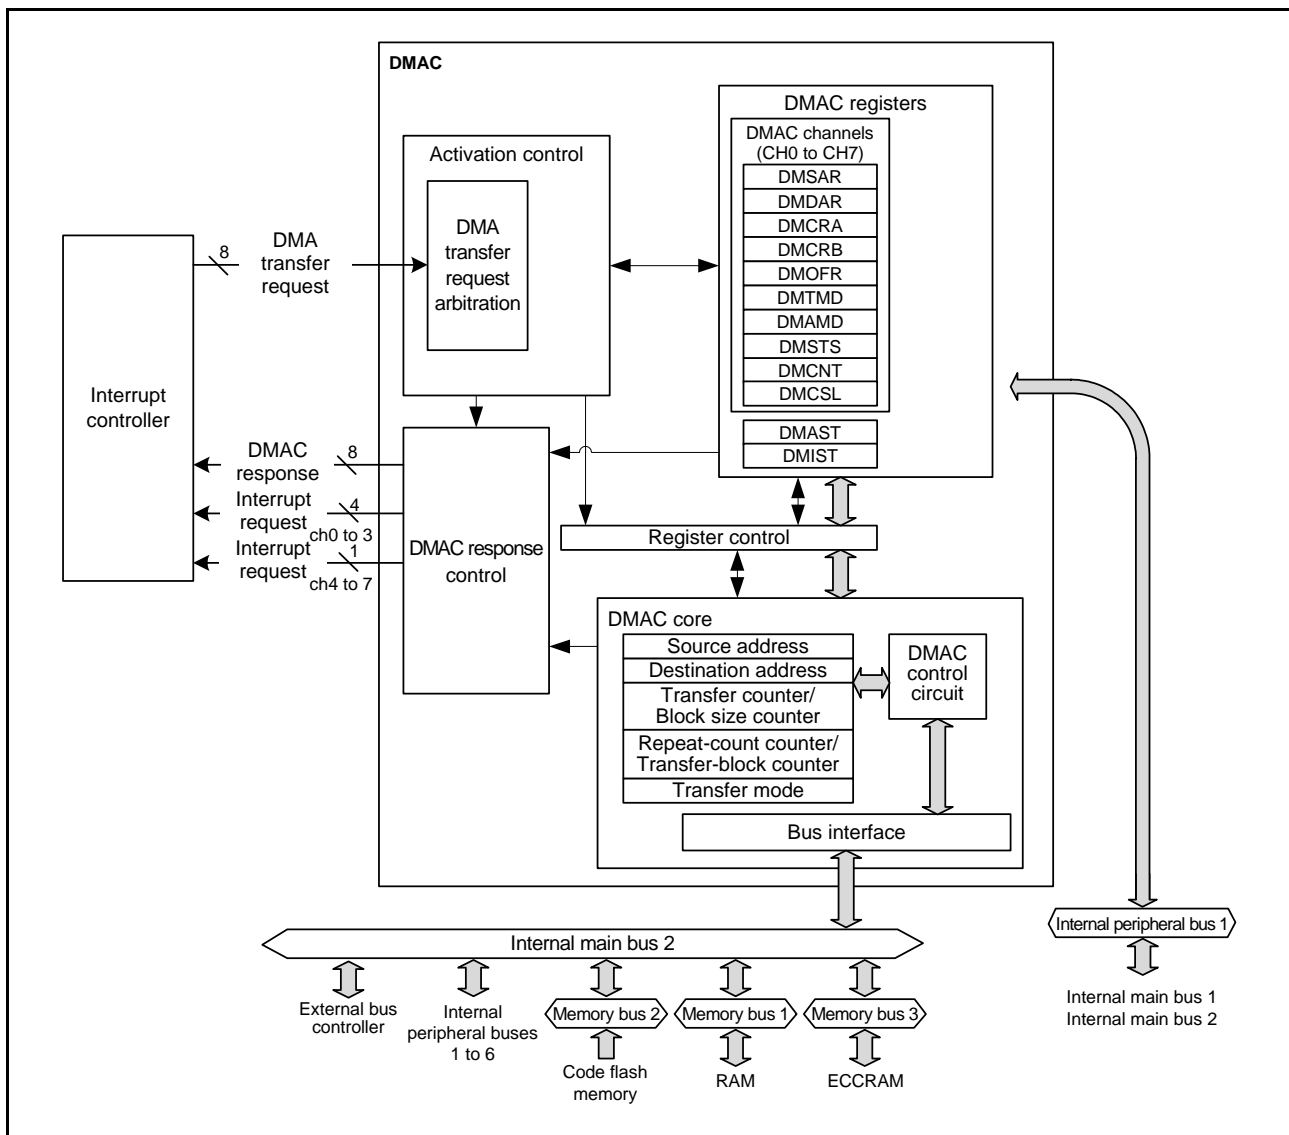 DMAC
DMAC registers
DMAC channels
(CH0 to CH7)
DMSAR
DMDAR
DMCRA
DMCRB
DMOFR
DMTMD
DMAMD
DMSTS
DMCNT
DMCSL
DMAST
DMIST
Activation control
DMA
transfer
request
arbitration
8
DMA
transfer
request
Interrupt
controller
DMAC
response
8
Interrupt
request
4
ch0 to 3
Interrupt
request
1
ch4 to 7
DMAC response
control
Register control
DMAC core
Source address
Destination address
Transfer counter/
Block size counter
Repeat-count counter/
Transfer-block counter
Transfer mode
DMAC
control
circuit
Bus interface
Internal main bus 2
Internal peripheral bus 1
External bus
controller
Internal
peripheral buses
1 to 6
Memory bus 2
Memory bus 1
Memory bus 3
Code flash
memory
RAM
ECCRAM
Internal main bus 1
Internal main bus 2